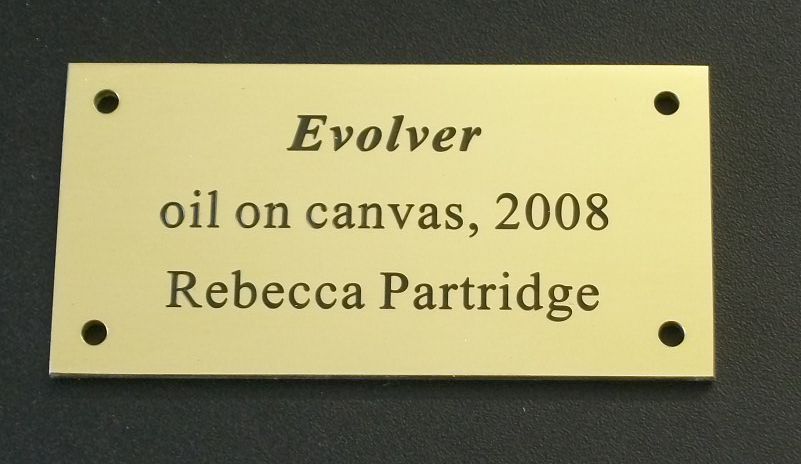 Evolver
oil on canvas, 2008
Rebecca Partridge